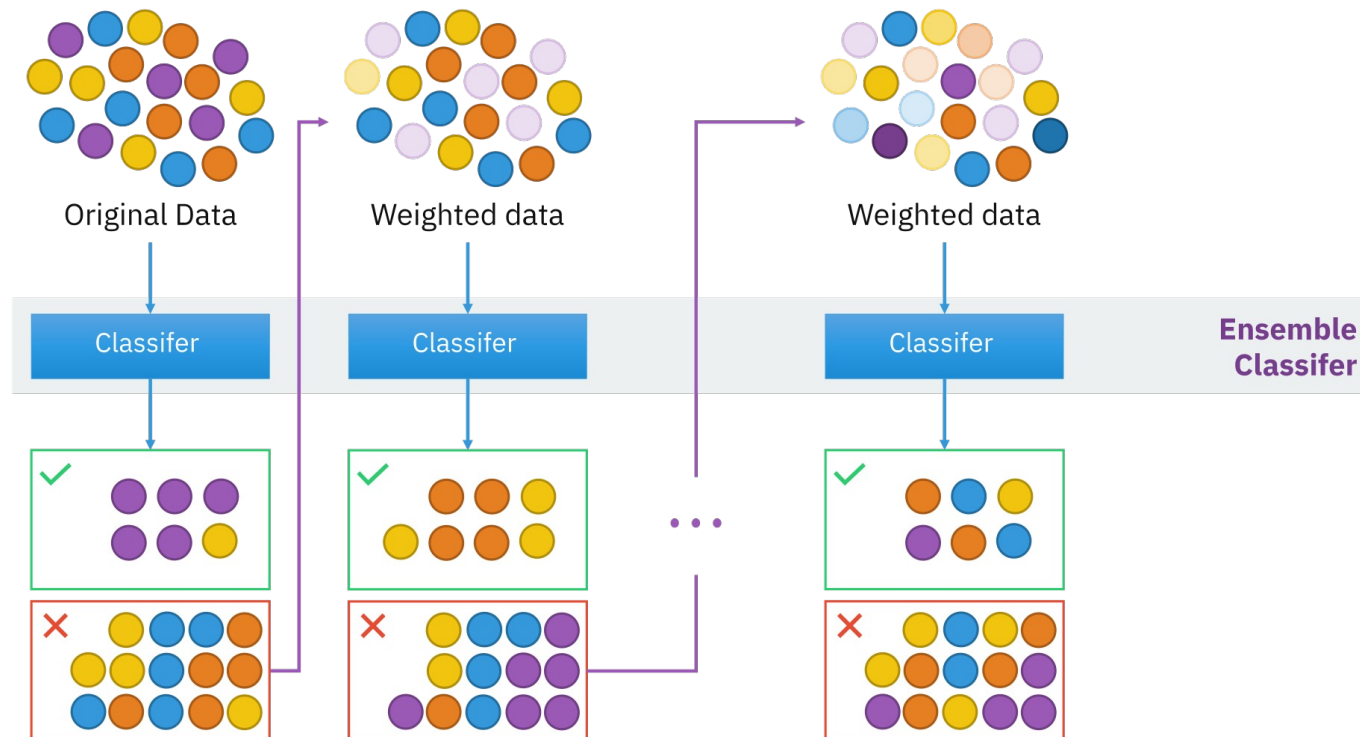 Original Data
Weighted data
Weighted data
Classifer
Classifer
Classifer
Ensemble
Classifer